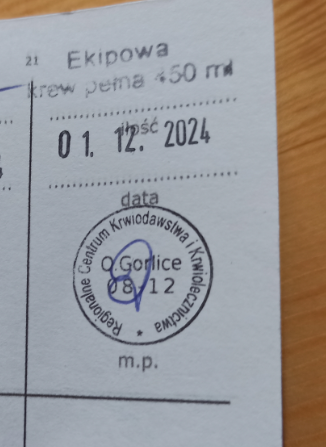 21
Ekipowa
krew pełna 450 ml
ilość
01. 12. 2024
data
Regionalne Centrum Krwiodawstwa i Krwiolecznictwa *
O.Gorlice
08-12
m.p.